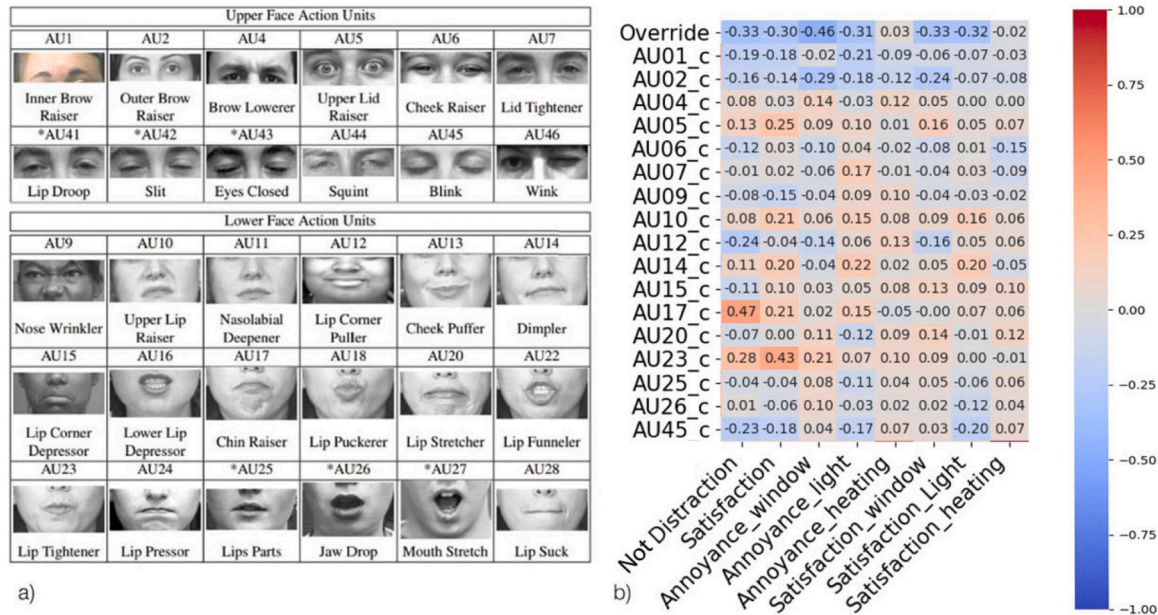 Upper Face Action Units
AU1 AU2 AU4 AU5 AU6 AU7
Inner Brow Raiser Outer Brow Raiser Brow Lowerer Upper Lid Raiser Cheek Raiser Lid Tightener
*AU41 *AU42 *AU43 AU44 AU45 AU46
Lip Droop Slit Eyes Closed Squint Blink Wink
Lower Face Action Units
AU9 AU10 AU11 AU12 AU13 AU14
Nose Wrinkler Upper Lip Raiser Nasolabial Deepener Lip Corner Puller Cheek Puffer Dimpler
AU15 AU16 AU17 AU18 AU20 AU22
Lip Corner Depressor Lower Lip Depressor Chin Raiser Lip Puckerer Lip Stretcher Lip Funneler
AU23 AU24 *AU25 *AU26 *AU27 AU28
Lip Tightener Lip Pressor Lips Parts Jaw Drop Mouth Stretch Lip Suck
a)
Override -0.33 -0.30 -0.46 -0.31 0.03 -0.33 -0.32 -0.02
AU01_c -0.19 -0.18 -0.02 -0.21 -0.09 -0.06 -0.07 -0.03
AU02_c -0.16 -0.14 -0.29 -0.18 -0.12 -0.24 -0.07 -0.08
AU04_c 0.08 0.03 0.14 -0.03 0.12 0.05 0.00 0.00
AU05_c 0.13 0.25 0.09 0.10 0.01 0.16 0.05 0.07
AU06_c -0.12 0.03 -0.10 0.04 -0.02 -0.08 0.01 -0.15
AU07_c -0.01 0.02 -0.06 0.17 -0.01 -0.04 0.03 -0.09
AU09_c -0.08 -0.15 -0.04 0.09 0.10 -0.04 -0.03 -0.02
AU10_c 0.08 0.21 0.06 0.15 0.08 0.09 0.16 0.06
AU12_c -0.24 -0.04 -0.14 0.06 0.13 -0.16 0.05 0.06
AU14_c 0.11 0.20 -0.04 0.22 0.02 0.05 0.20 -0.05
AU15_c -0.11 0.10 0.03 0.05 0.08 0.13 0.09 0.10
AU17_c 0.47 0.21 0.02 0.15 -0.05 -0.00 0.07 0.06
AU20_c -0.07 0.00 0.11 -0.12 0.09 0.14 -0.01 0.12
AU23_c 0.28 0.43 0.21 0.07 0.10 0.09 0.00 -0.01
AU25_c -0.04 -0.04 0.08 -0.11 0.04 0.05 -0.06 0.06
AU26_c 0.01 -0.06 0.10 -0.03 0.02 0.02 -0.12 0.04
AU45_c -0.23 -0.18 0.04 -0.17 0.07 0.03 -0.20 0.07
Not Distraction
Satisfaction
Annoyance_window
Annoyance_light
Annoyance_heating
Satisfaction_window
Satisfaction_Light
Satisfaction_heating
1.00
0.75
0.50
0.25
0.00
-0.25
-0.50
-0.75
-1.00
b)